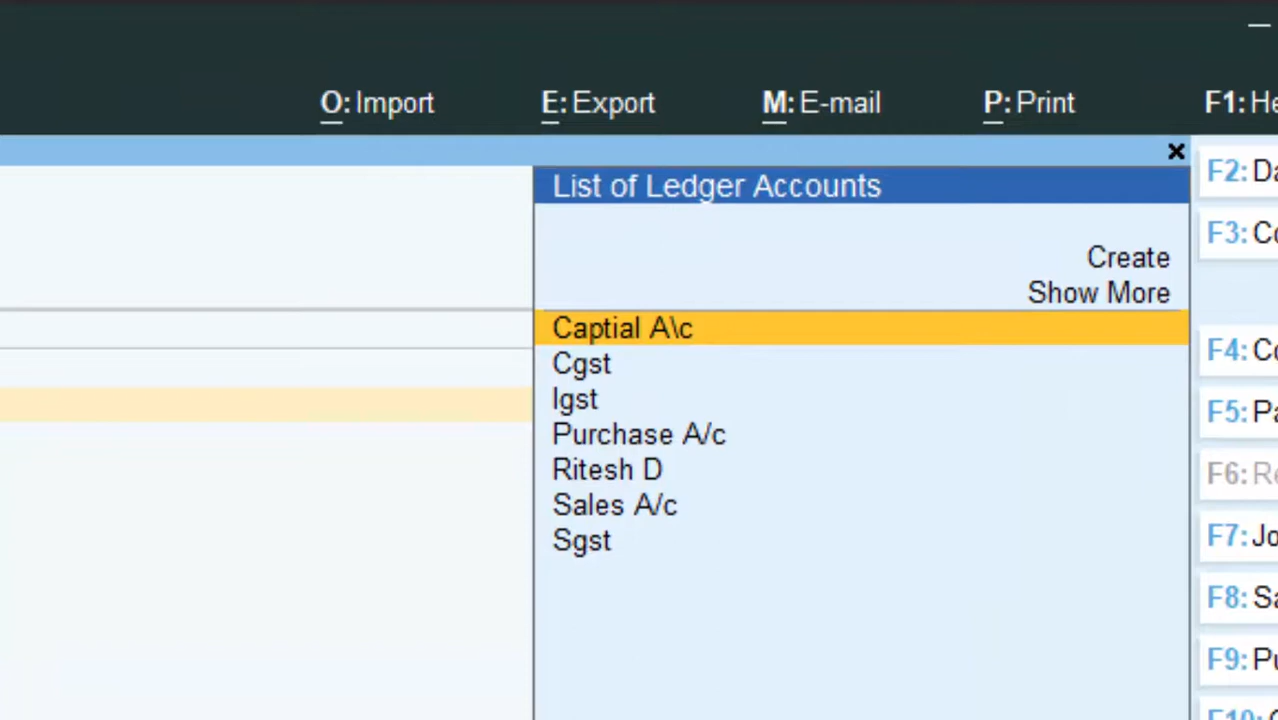 O: Import E: Export M: E-mail P: Print F1:
List of Ledger Accounts
Create
Show More
Captial A\c
Cgst
Igst
Purchase A/c
Ritesh D
Sales A/c
Sgst
F2:
F3:
F4:
F5:
F6:
F7:
F8:
F9: